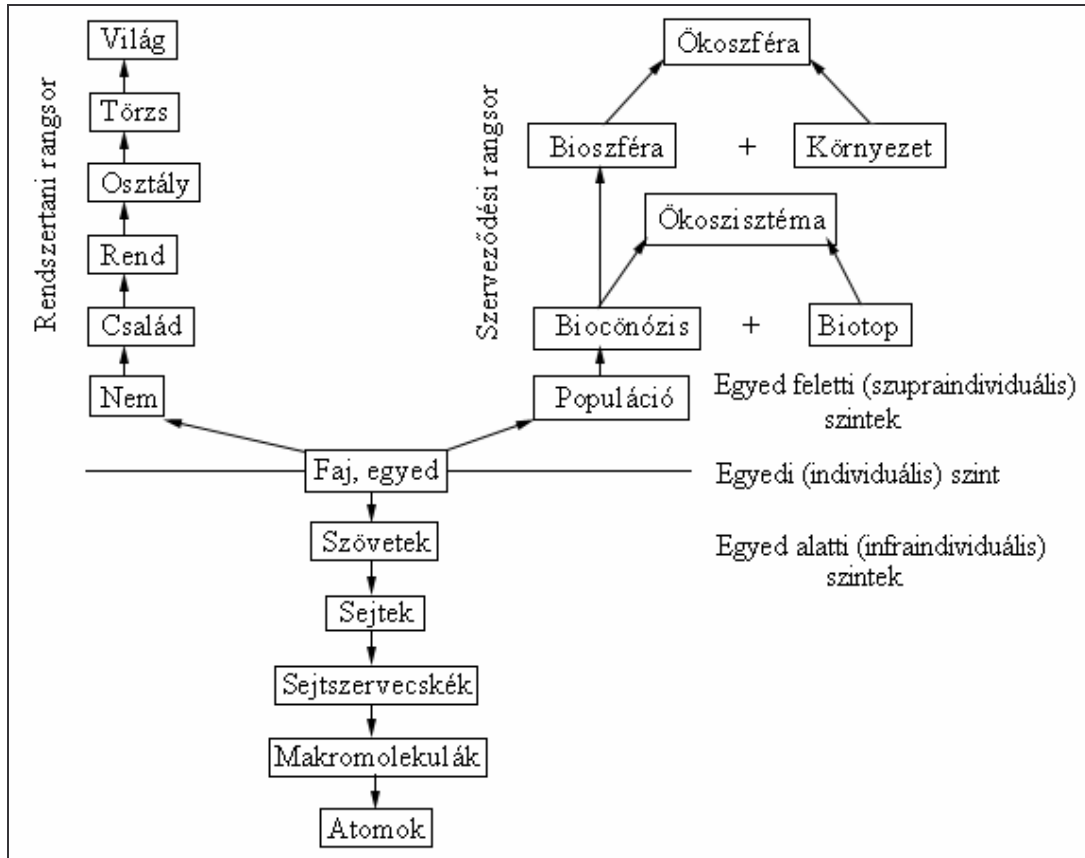 Világ
Törzs
Osztály
Rend
Család
Nem
Rendszertani rangsor
Szerveződési rangsor
Ökoszféra
Bioszféra + Környezet
Ökoszisztéma
Biocönózis + Biotop
Populáció
Egyed feletti (szupraindividuális)
szintek
Faj, egyed
Egyedi (individuális) szint
Szövetek
Egyed alatti (infraindividuális)
szintek
Sejtek
Sejtszervecskék
Makromolekulák
Atomok